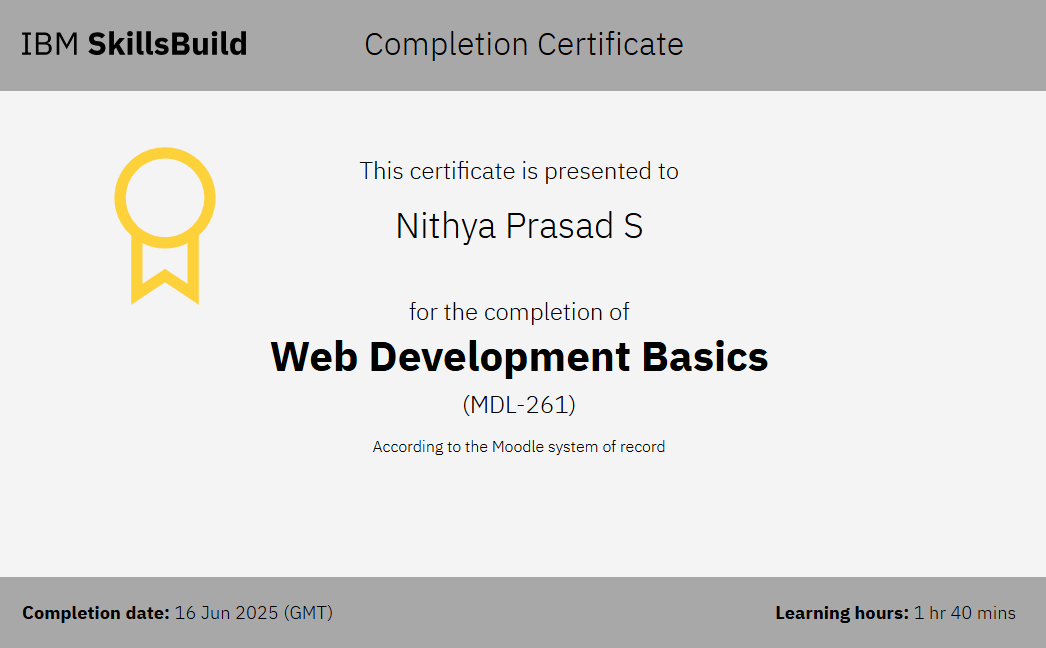 IBM SkillsBuild
Completion Certificate
This certificate is presented to
Nithya Prasad S
for the completion of
Web Development Basics
(MDL-261)
According to the Moodle system of record
Completion date: 16 Jun 2025 (GMT)
Learning hours: 1 hr 40 mins